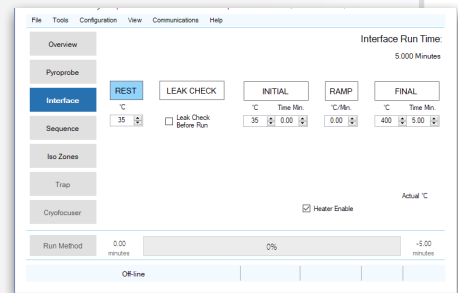 File Tools Configuration View Communications Help
Overview
Interface Run Time:
5.000 Minutes
Pyroprobe
REST LEAK CHECK INITIAL RAMP FINAL
Interface
°C °C Time Min. °C/Min. °C Time Min.
35 Leak Check Before Run 35 0.00 0.00 400 5.00
Sequence
Iso Zones
Trap
Actual °C
Cryofocuser
Heater Enable
Run Method 0.00 minutes 0% -5.00 minutes
Off-line